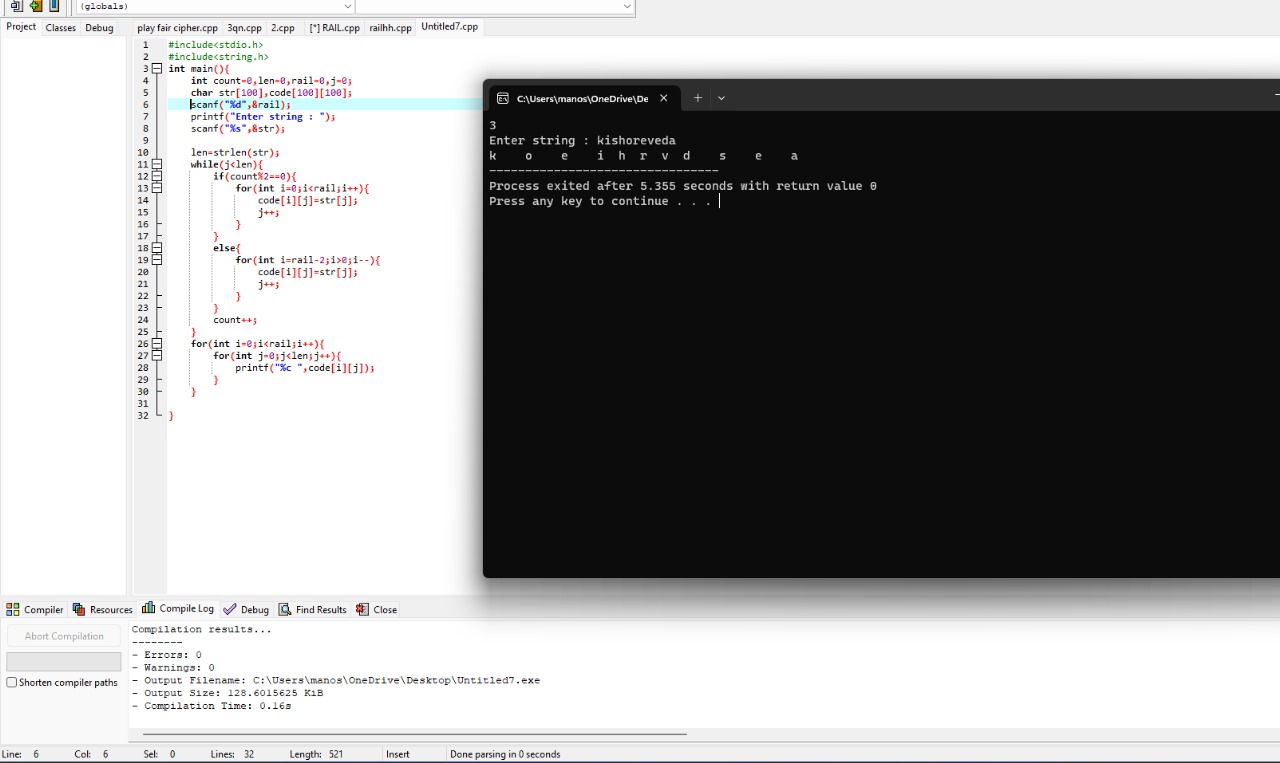 (globals)
Project Classes Debug
play fair cipher.cpp 3qn.cpp 2.cpp [*] RAIL.cpp railhh.cpp Untitled7.cpp
1 #include<stdio.h>
2 #include<string.h>
3 int main(){
4 int count=0,len=0,rail=0,j=0;
5 char str[100],code[100][100];
6 scanf("%d",&rail);
7 printf("Enter string : ");
8 scanf("%s",&str);
9
10 len=strlen(str);
11 while(j<len){
12 if(count%2==0){
13 for(int i=0;i<rail;i++){
14 code[i][j]=str[j];
15 j++;
16 }
17 }
18 else{
19 for(int i=rail-2;i>0;i--){
20 code[i][j]=str[j];
21 j++;
22 }
23 }
24 count++;
25 }
26 for(int i=0;i<rail;i++){
27 for(int j=0;j<len;j++){
28 printf("%c ",code[i][j]);
29 }
30 }
31
32 }
C:\Users\manos\OneDrive\De
3
Enter string : kishoreveda
k o e i h r v d s e a
--------------------------------
Process exited after 5.355 seconds with return value 0
Press any key to continue . . .
Compiler Resources Compile Log Debug Find Results Close
Abort Compilation
Shorten compiler paths
Compilation results...
--------
- Errors: 0
- Warnings: 0
- Output Filename: C:\Users\manos\OneDrive\Desktop\Untitled7.exe
- Output Size: 128.6015625 KiB
- Compilation Time: 0.16s
Line: 6 Col: 6 Sel: 0 Lines: 32 Length: 521 Insert Done parsing in 0 seconds